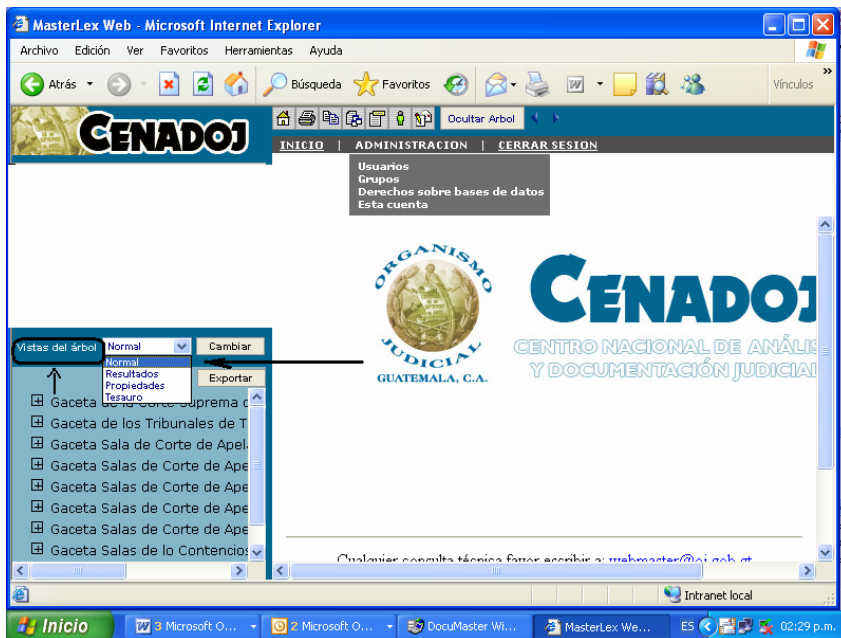 MasterLex Web - Microsoft Internet Explorer
Archivo Edición Ver Favoritos Herramientas Ayuda
Atrás Búsqueda Favoritos Vínculos
CENADOJ
Ocultar Arbol
INICIO | ADMINISTRACION | CERRAR SESION
Usuarios
Grupos
Derechos sobre bases de datos
Esta cuenta
ORGANISMO JUDICIAL
GUATEMALA, C.A.
CENADOJ
CENTRO NACIONAL DE ANÁLIS
Y DOCUMENTACIÓN JUDICIAL
Vistas del árbol Normal Cambiar
Normal
Resultados
Propiedades
Tesauro
Exportar
Gaceta de la Corte Suprema d
Gaceta de los Tribunales de T
Gaceta Sala de Corte de Apel
Gaceta Salas de Corte de Ape
Gaceta Salas de Corte de Ape
Gaceta Salas de Corte de Ape
Gaceta Salas de Corte de Ape
Gaceta Salas de lo Contencios
Cualquier consulta técnica favor escribir a: webmaster@oj.gob.gt
Intranet local
Inicio 3 Microsoft O... 2 Microsoft O... DocuMaster Wi... MasterLex We... ES 02:29 p.m.